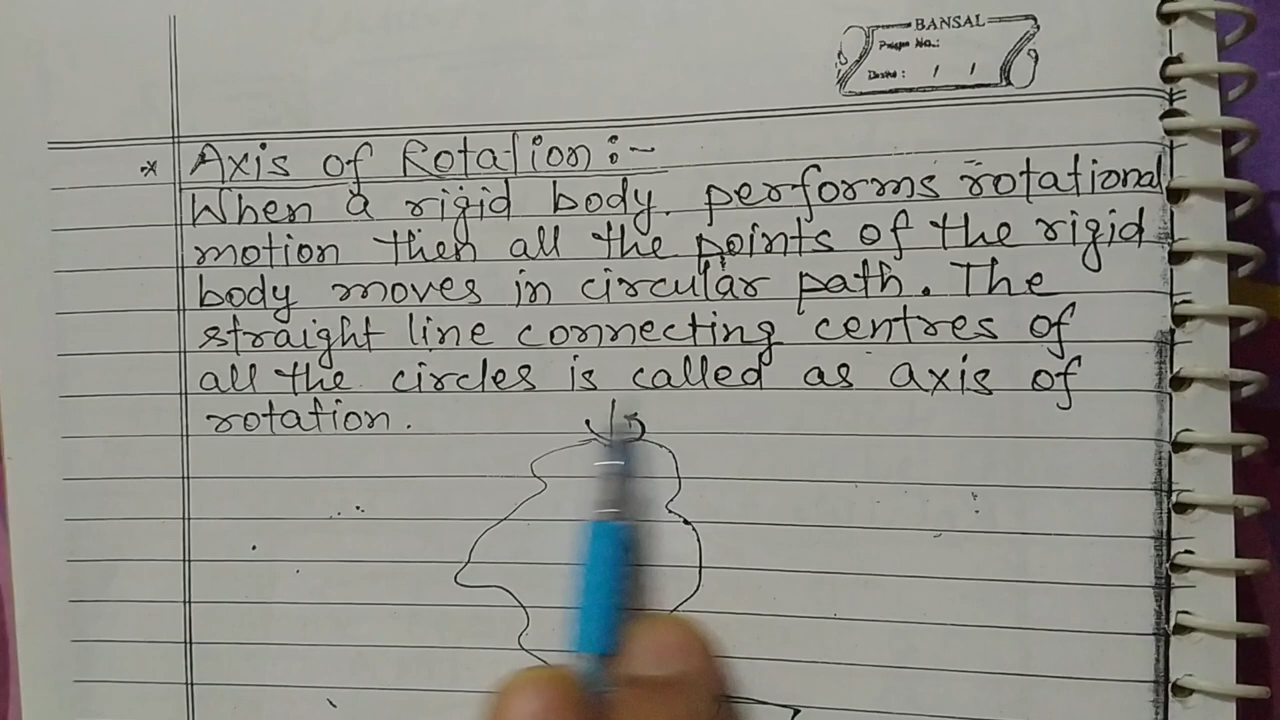 BANSAL
Page No.:
Date : / /
* Axis of Rotation :-
When a rigid body performs rotational
motion then all the points of the rigid
body moves in circular path. The
straight line connecting centres of
all the circles is called as axis of
rotation.